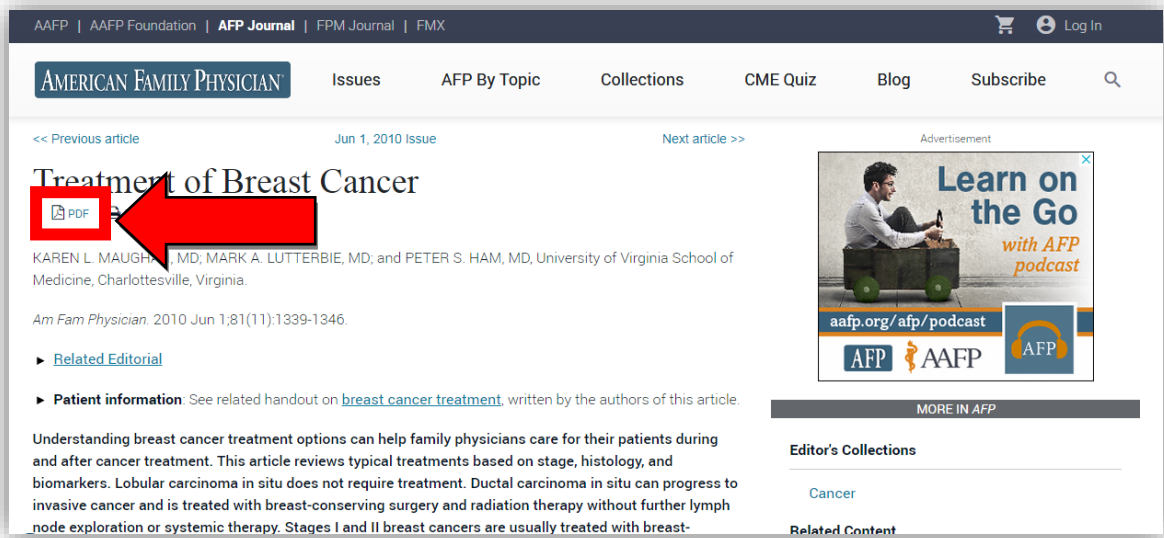 AAFP | AAFP Foundation | AFP Journal | FPM Journal | FMX
Log In
AMERICAN FAMILY PHYSICIAN
Issues AFP By Topic Collections CME Quiz Blog Subscribe
<< Previous article Jun 1, 2010 Issue Next article >>
Treatment of Breast Cancer
PDF
KAREN L. MAUGHAN, MD; MARK A. LUTTERBIE, MD; and PETER S. HAM, MD, University of Virginia School of
Medicine, Charlottesville, Virginia.
Am Fam Physician. 2010 Jun 1;81(11):1339-1346.
► Related Editorial
► Patient information: See related handout on breast cancer treatment, written by the authors of this article.
Understanding breast cancer treatment options can help family physicians care for their patients during
and after cancer treatment. This article reviews typical treatments based on stage, histology, and
biomarkers. Lobular carcinoma in situ does not require treatment. Ductal carcinoma in situ can progress to
invasive cancer and is treated with breast-conserving surgery and radiation therapy without further lymph
node exploration or systemic therapy. Stages I and II breast cancers are usually treated with breast-
Advertisement
Learn on
the Go
with AFP
podcast
aafp.org/afp/podcast
AFP AAFP AFP
MORE IN AFP
Editor's Collections
Cancer
Related Content